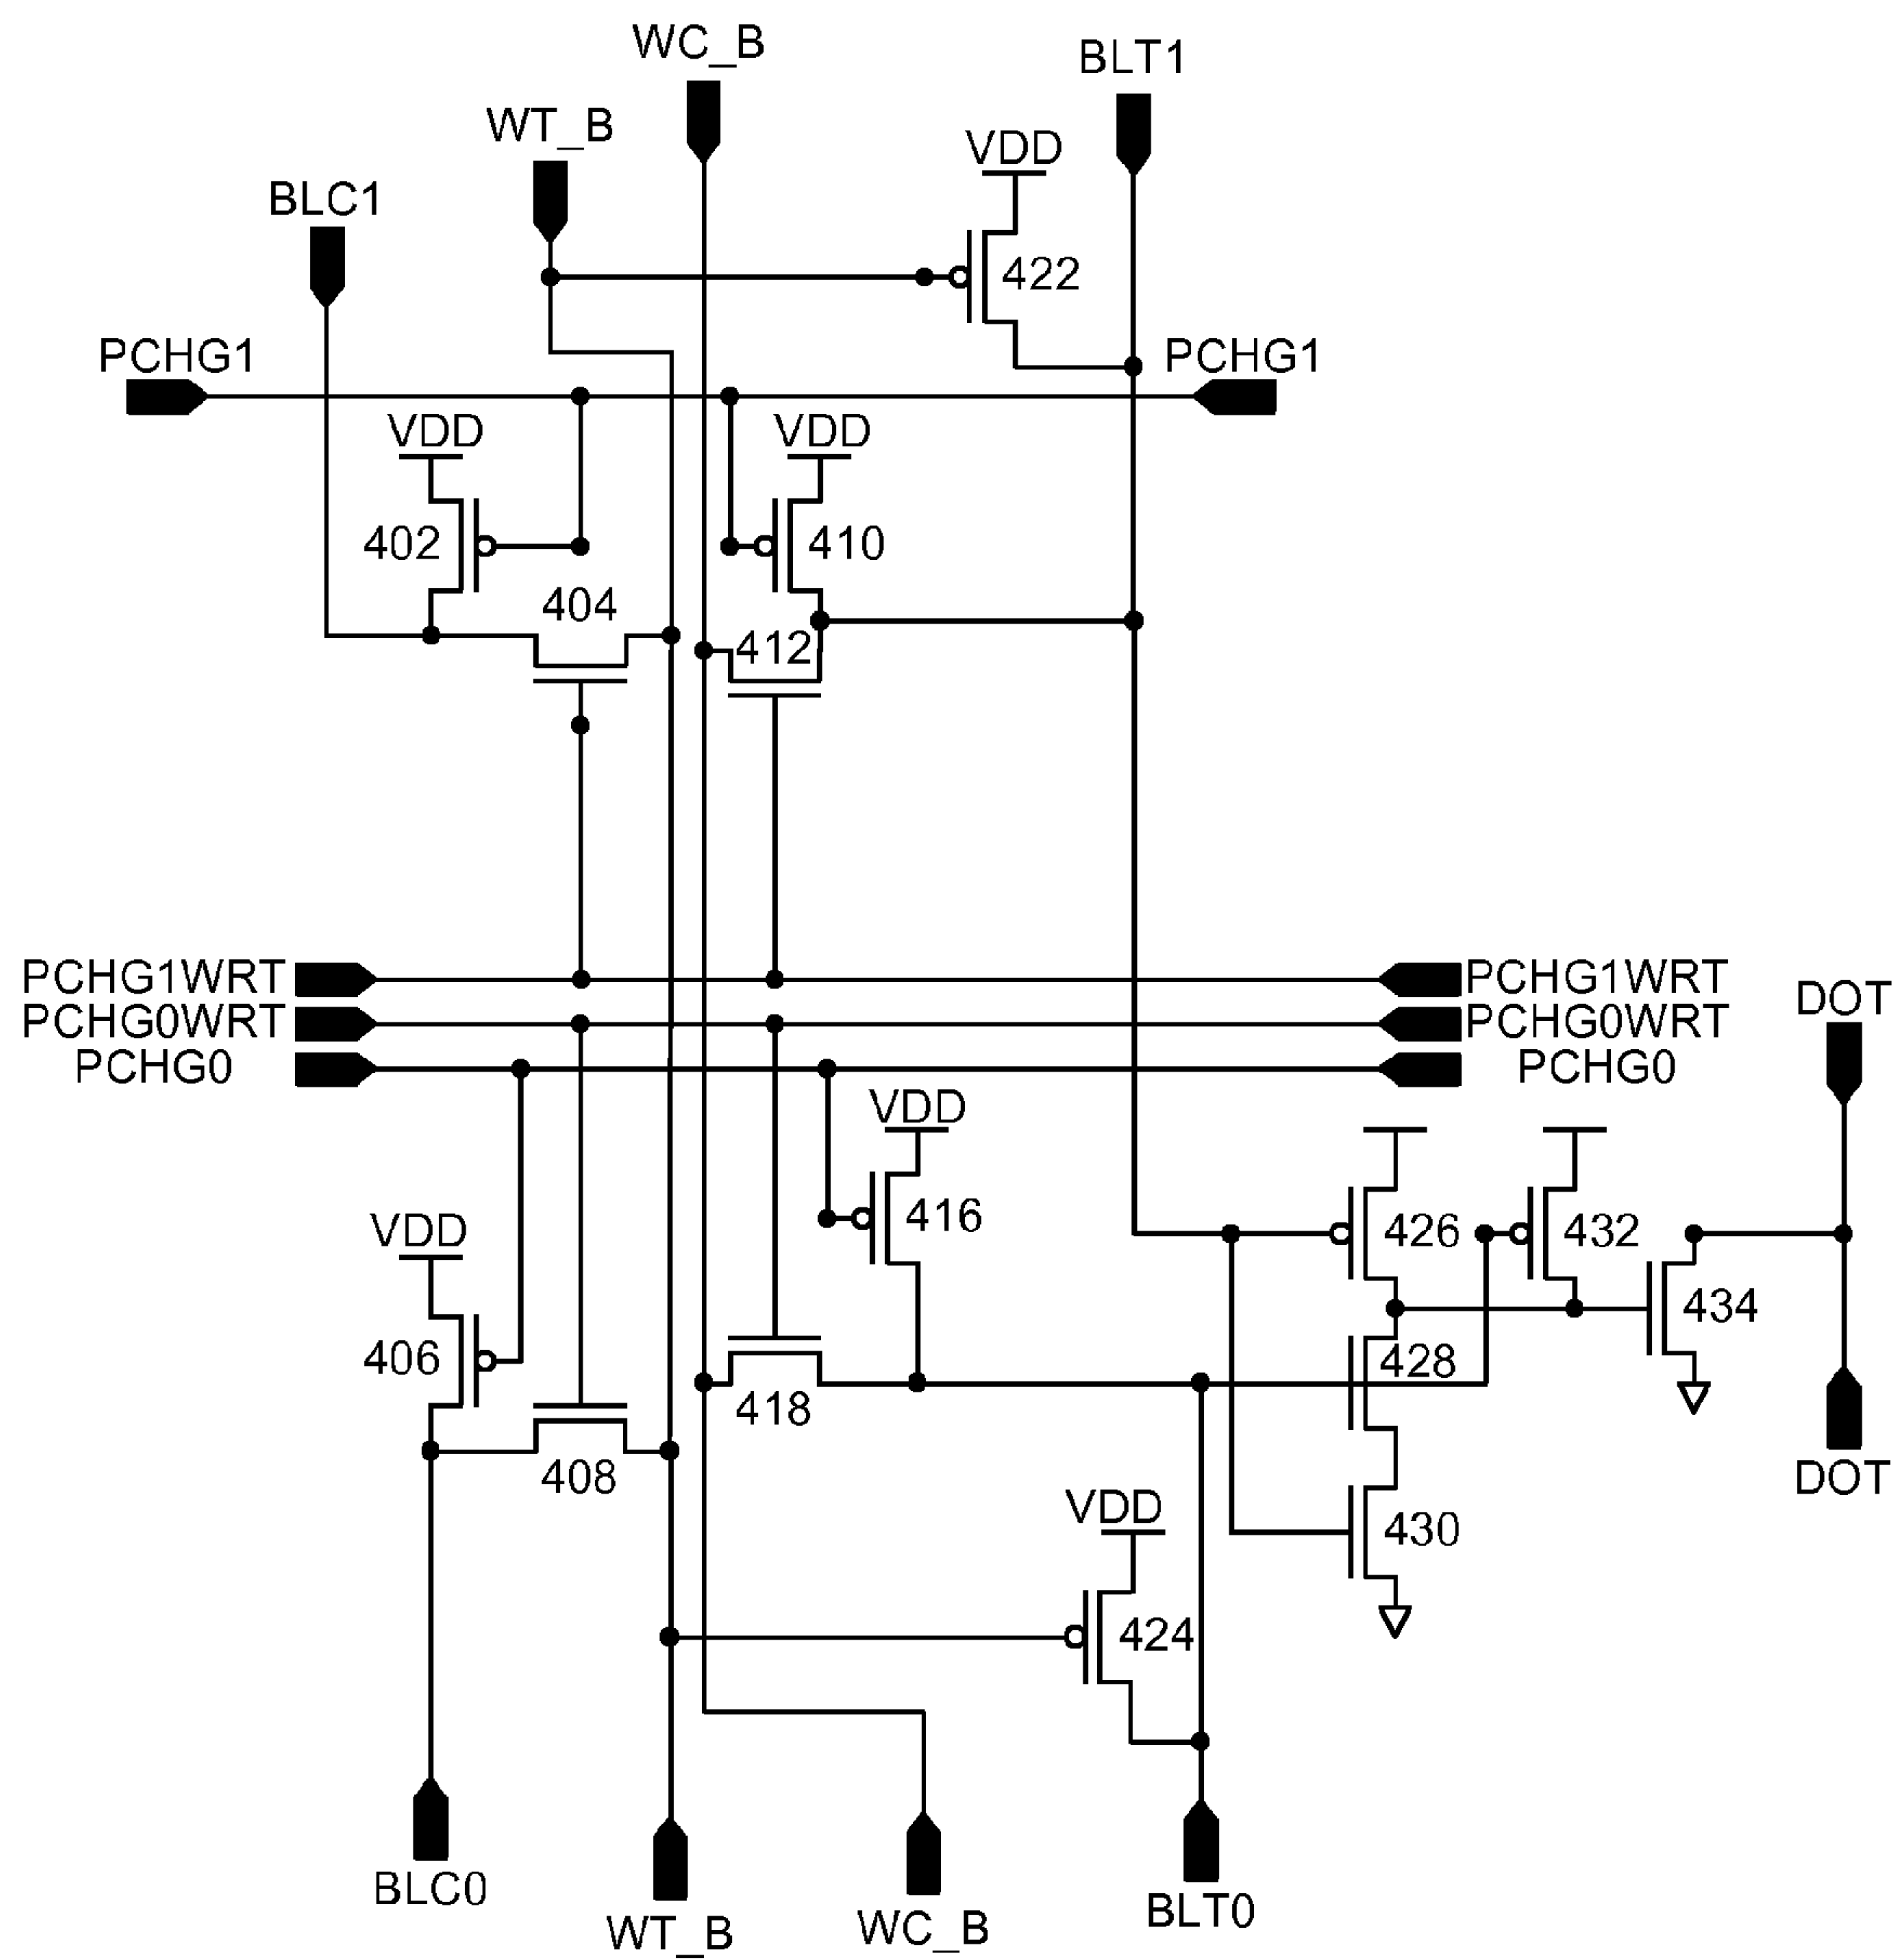 WC_B
BLT1
WT_B
VDD
BLC1
422
PCHG1 PCHG1
VDD VDD
402 410
404
412
PCHG1WRT PCHG1WRT
PCHG0WRT PCHG0WRT
DOT
PCHG0 PCHG0
VDD
416
VDD 426 432
434
406 428
418
408 DOT
VDD
430
424
BLC0
BLT0
WT_B WC_B